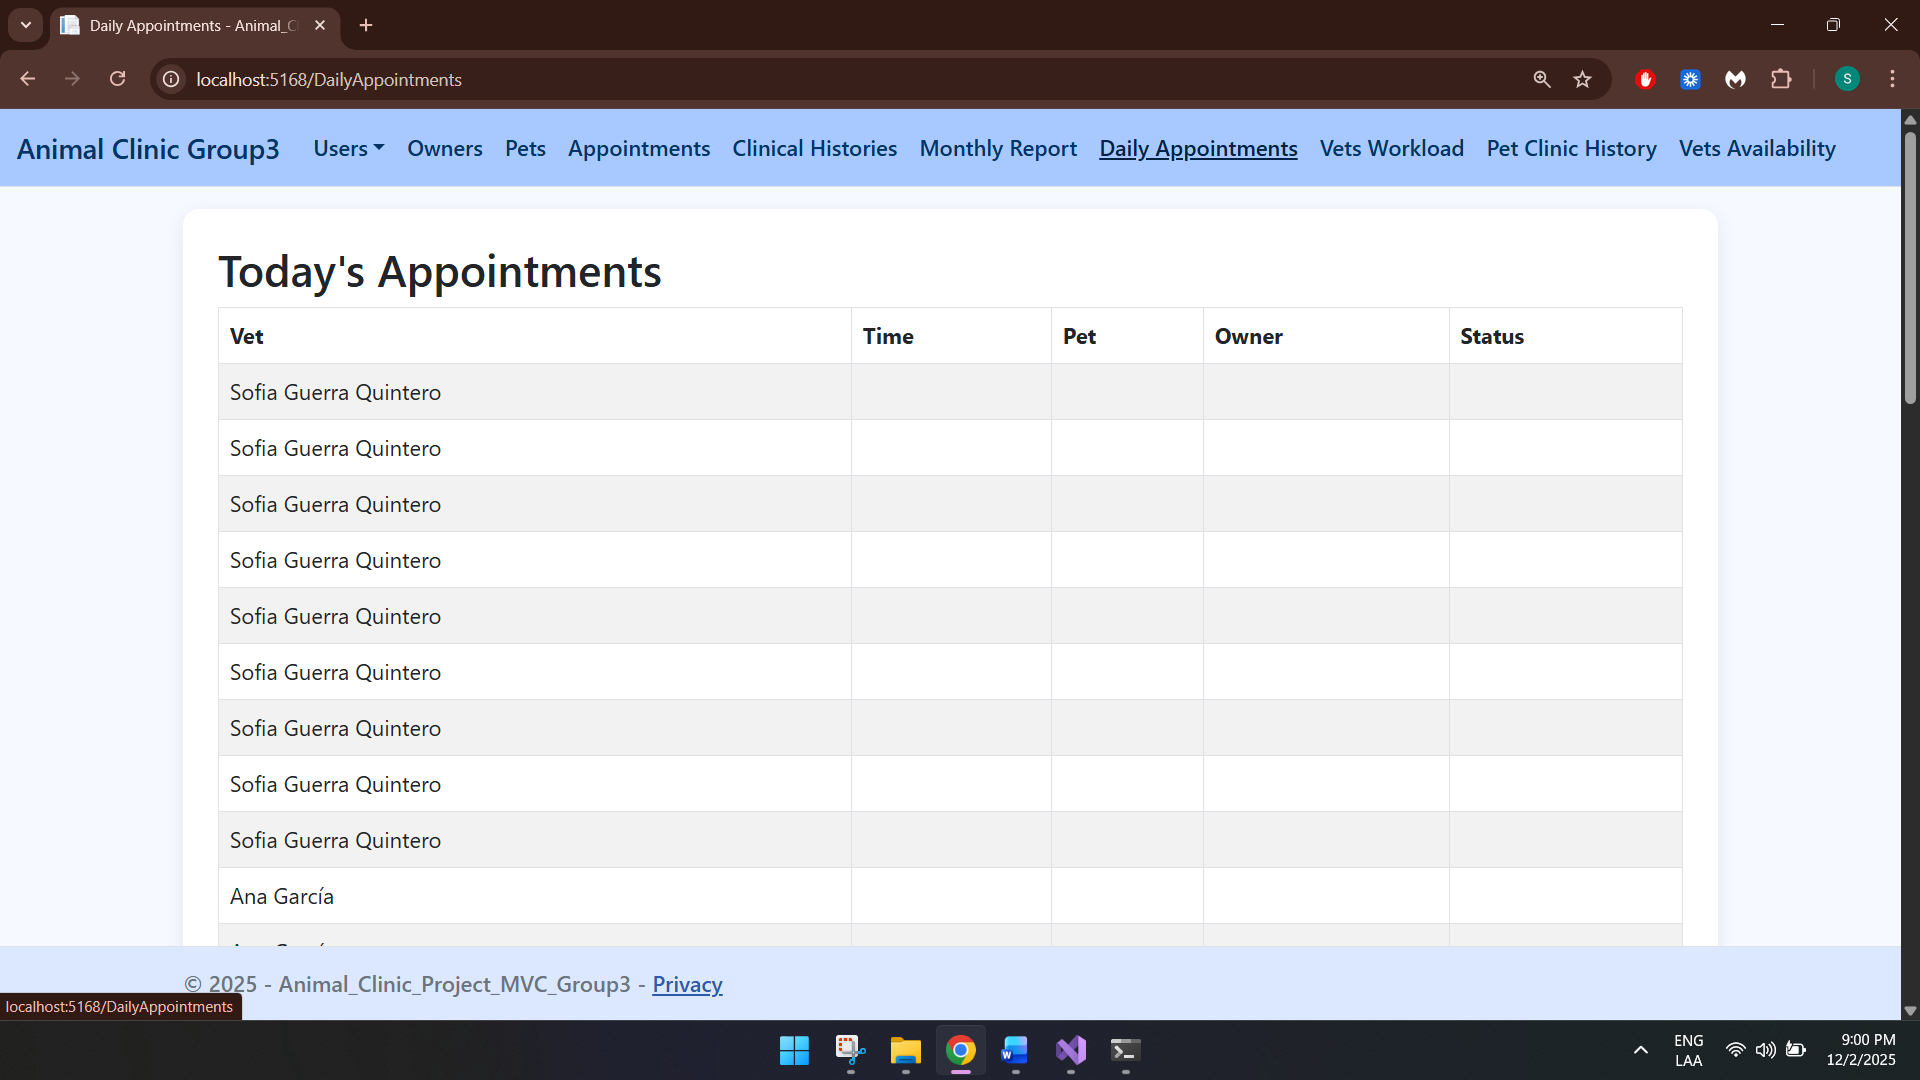 Daily Appointments - Animal_C
localhost:5168/DailyAppointments
S
Animal Clinic Group3 Users Owners Pets Appointments Clinical Histories Monthly Report Daily Appointments Vets Workload Pet Clinic History Vets Availability
Today's Appointments
Vet Time Pet Owner Status
Sofia Guerra Quintero
Sofia Guerra Quintero
Sofia Guerra Quintero
Sofia Guerra Quintero
Sofia Guerra Quintero
Sofia Guerra Quintero
Sofia Guerra Quintero
Sofia Guerra Quintero
Sofia Guerra Quintero
Ana García
© 2025 - Animal_Clinic_Project_MVC_Group3 - Privacy
localhost:5168/DailyAppointments
ENG
LAA
9:00 PM
12/2/2025